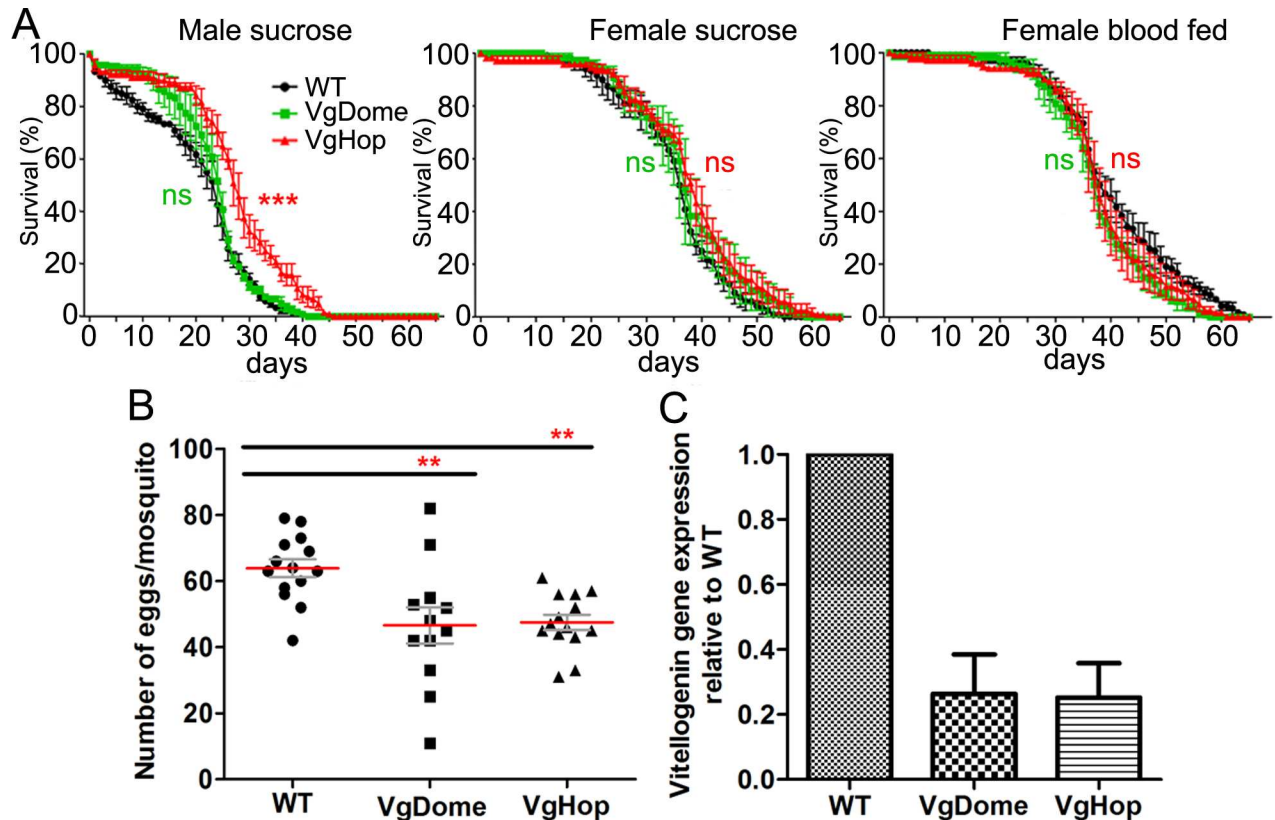 A
Male sucrose
Female sucrose
Female blood fed
Survival (%)
100
80
60
40
20
0
WT
VgDome
VgHop
ns
***
0 10 20 30 40 50 60
days
Survival (%)
100
80
60
40
20
0
ns
ns
0 10 20 30 40 50 60
days
Survival (%)
100
80
60
40
20
0
ns
ns
0 10 20 30 40 50 60
days
B
Number of eggs/mosquito
100
80
60
40
20
0
**
**
WT VgDome VgHop
C
Vitellogenin gene expression
relative to WT
1.0
0.8
0.6
0.4
0.2
0.0
WT VgDome VgHop